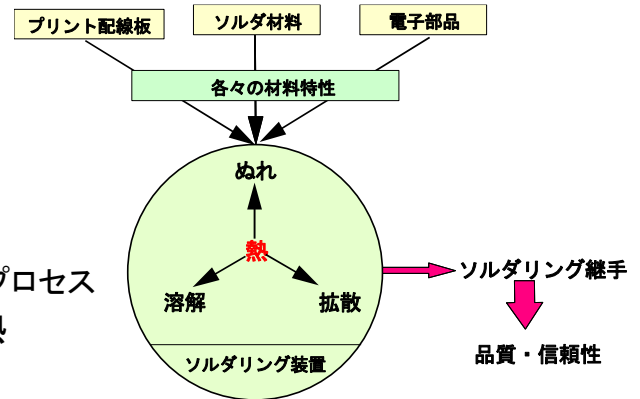 プリント配線板
ソルダ材料
電子部品
各々の材料特性
ぬれ
熱
溶解
拡散
ソルダリング装置
プロセス
ソルダリング継手
品質・信頼性